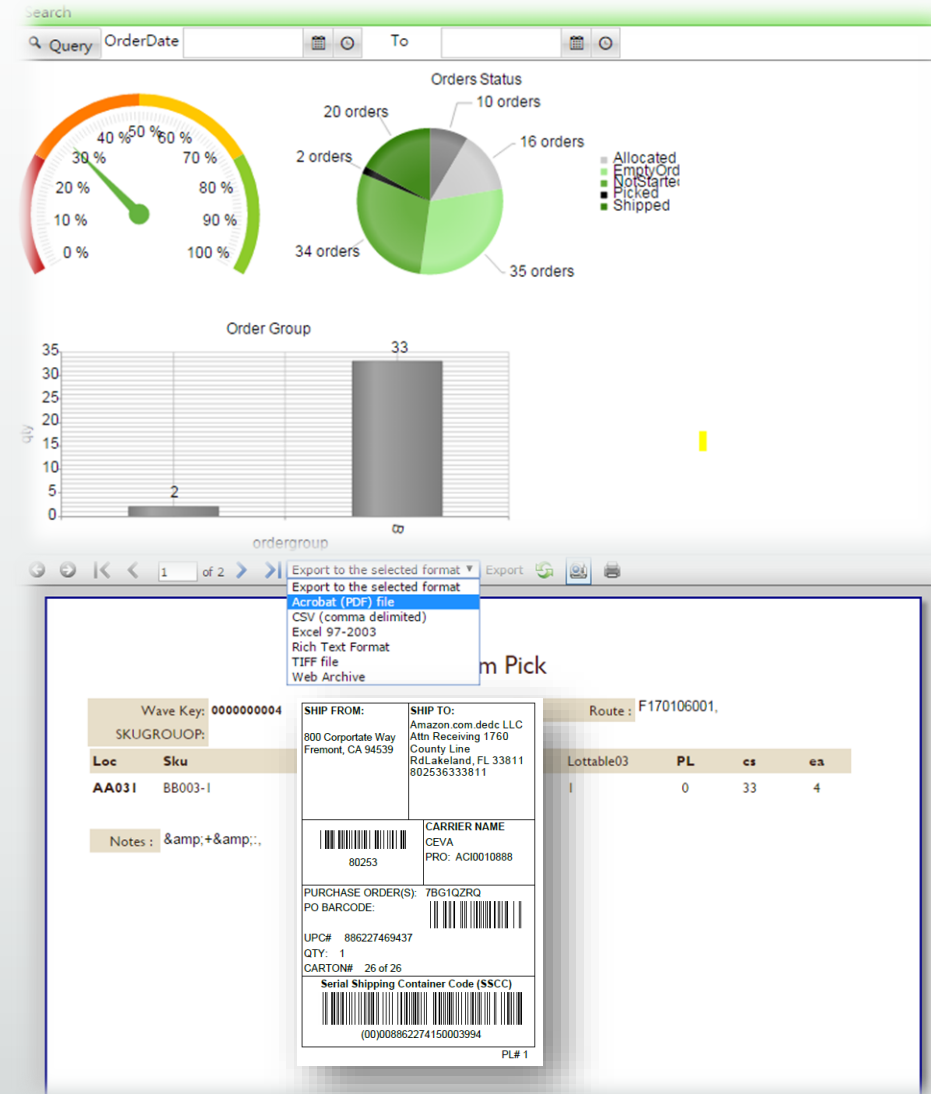 Search
Query OrderDate To
Orders Status
20 orders
10 orders
2 orders
16 orders
34 orders
35 orders
Allocated
EmptyOrd
NotStarte
Picked
Shipped
0 %
10 %
20 %
30 %
40 %
50 %
60 %
70 %
80 %
90 %
100 %
Order Group
35
30
25
20
15
10
5
0
qty
2
33
8
ordergroup
1 of 2 Export to the selected format Export
Export to the selected format
Acrobat (PDF) file
CSV (comma delimited)
Excel 97-2003
Rich Text Format
TIFF file
Web Archive
m Pick
Wave Key: 0000000004
Route : F170106001,
SKUGROUOP:
Loc Sku Lottable03 PL cs ea
AA031 BB003-1 1 0 33 4
Notes : &amp;+&amp;:,
SHIP FROM:
800 Corportate Way
Fremont, CA 94539
SHIP TO:
Amazon.com.dedc LLC
Attn Receiving 1760
County Line
RdLakeland, FL 33811
802536333811
80253
CARRIER NAME
CEVA
PRO: ACI0010888
PURCHASE ORDER(S): 7BG1QZRQ
PO BARCODE:
UPC# 886227469437
QTY: 1
CARTON# 26 of 26
Serial Shipping Container Code (SSCC)
(00)008862274150003994
PL# 1